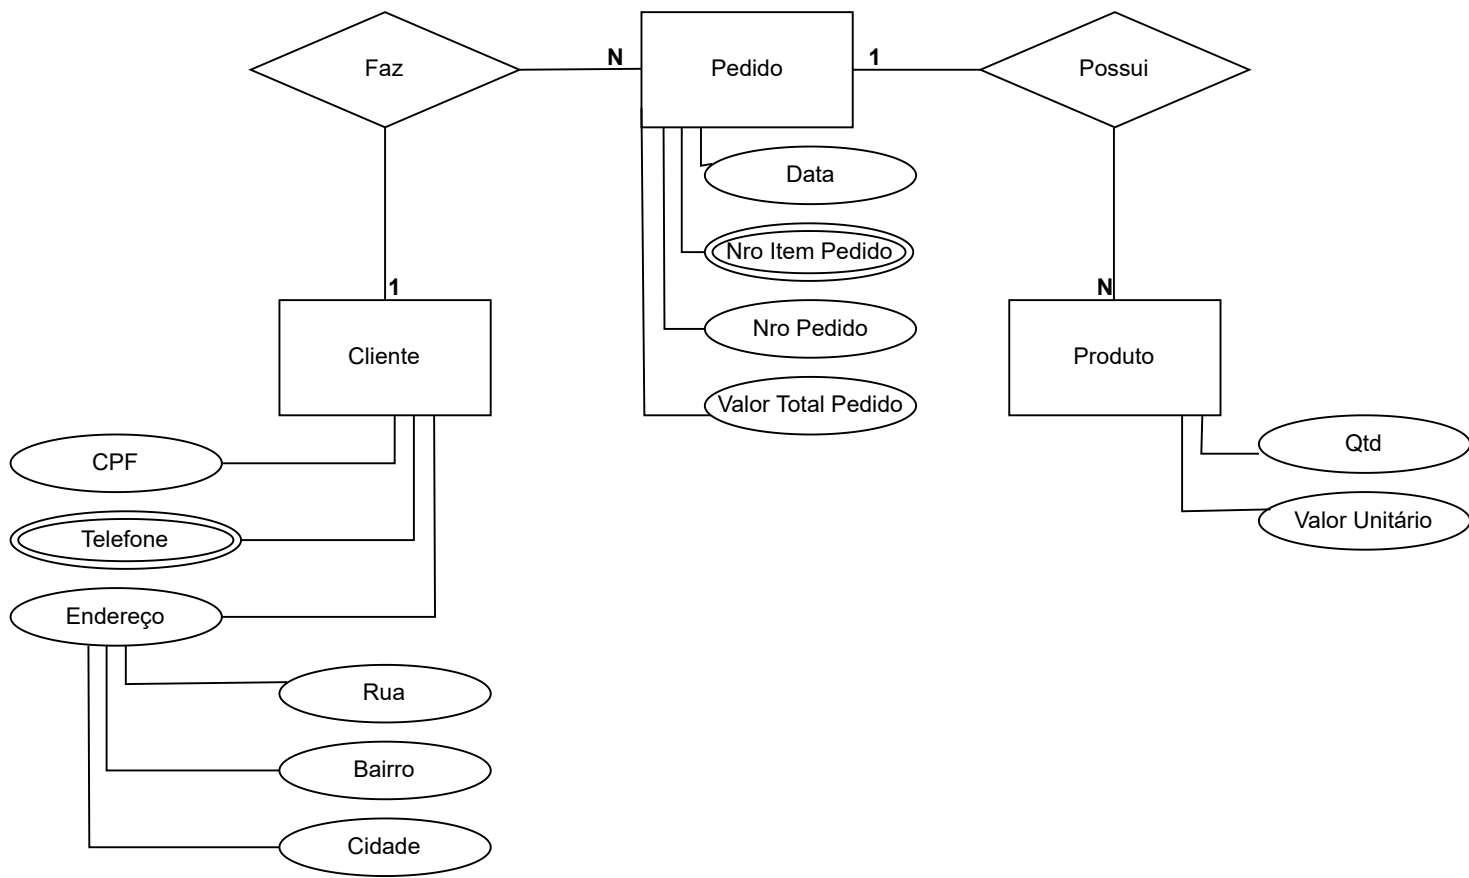 Faz
N
Pedido
1
Possui
Data
Nro Item Pedido
Nro Pedido
Valor Total Pedido
1
Cliente
N
Produto
CPF
Telefone
Endereço
Rua
Bairro
Cidade
Qtd
Valor Unitário